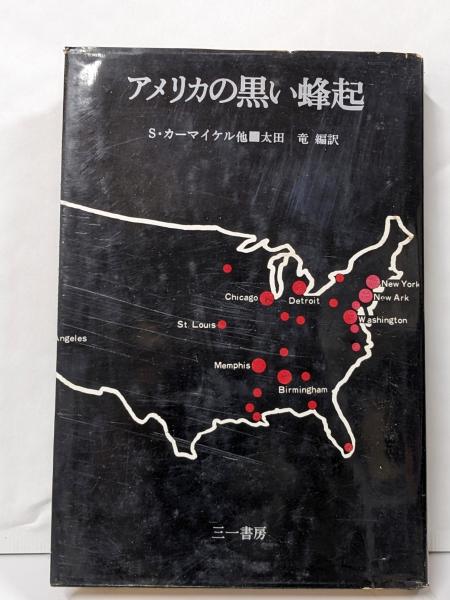 アメリカの黒い蜂起
S・カーマイケル他■太田 竜 編訳
New York
Chicago
Detroit
New Ark
St. Louis
Washington
Angeles
Memphis
Birmingham
三一書房